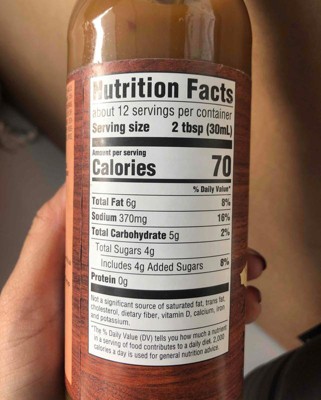 Nutrition Facts
about 12 servings per container
Serving size 2 tbsp (30mL)
Amount per serving
Calories 70
% Daily Value*
Total Fat 6g 8%
Sodium 370mg 16%
Total Carbohydrate 5g 2%
Total Sugars 4g
Includes 4g Added Sugars 8%
Protein 0g
Not a significant source of saturated fat, trans fat,
cholesterol, dietary fiber, vitamin D, calcium, iron
and potassium.
*The % Daily Value (DV) tells you how much a nutrient
in a serving of food contributes to a daily diet. 2,000
calories a day is used for general nutrition advice.